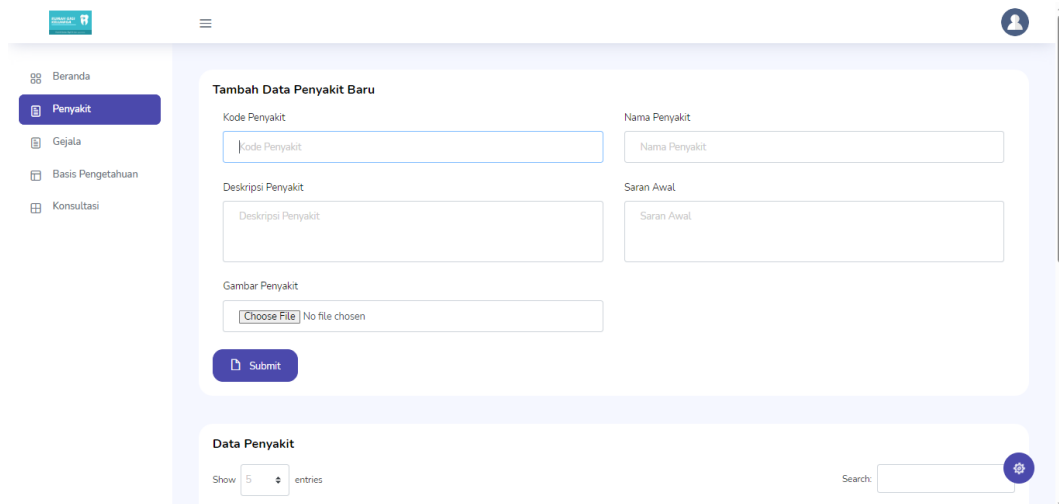 Beranda
Penyakit
Gejala
Basis Pengetahuan
Konsultasi
Tambah Data Penyakit Baru
Kode Penyakit
Nama Penyakit
Kode Penyakit
Nama Penyakit
Deskripsi Penyakit
Saran Awal
Deskripsi Penyakit
Saran Awal
Gambar Penyakit
Choose File No file chosen
Submit
Data Penyakit
Show 5 entries
Search: